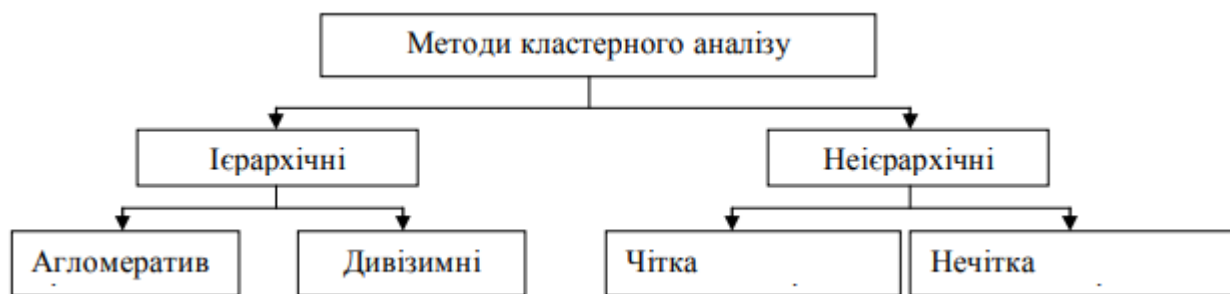 Методи кластерного аналізу
Ієрархічні
Неієрархічні
Агломератив
Дивізимні
Чітка
Нечітка